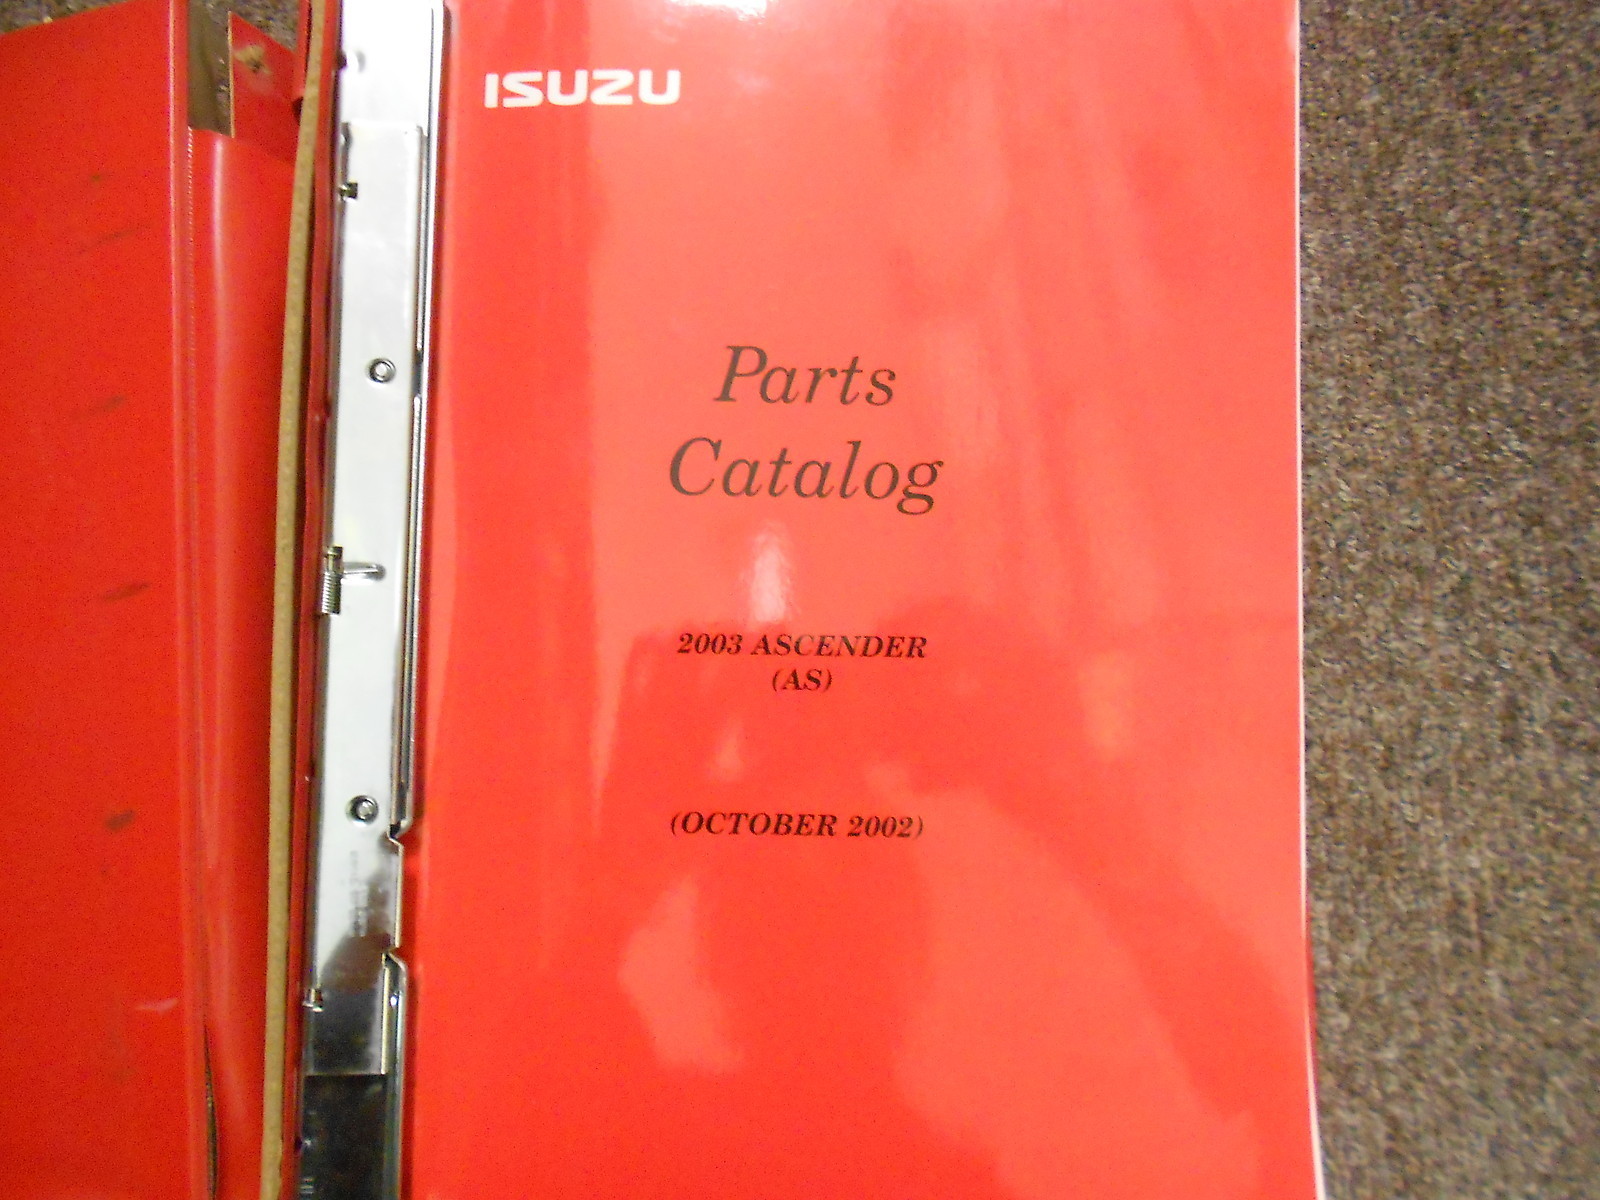 ISUZU
Parts
Catalog
2003 ASCENDER
(AS)
(OCTOBER 2002)